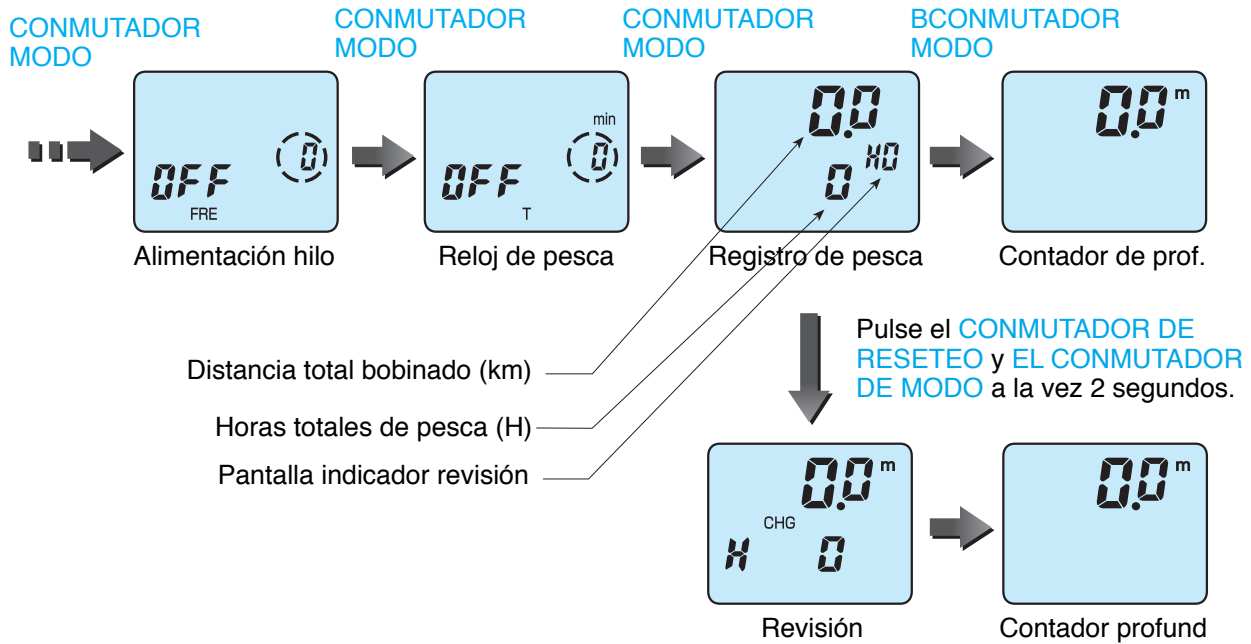 CONMUTADOR
MODO
CONMUTADOR
MODO
CONMUTADOR
MODO
BCONMUTADOR
MODO
OFF
0
FRE
Alimentación hilo
min
OFF
0
T
Reloj de pesca
0.0
0
H0
Registro de pesca
0.0 m
Contador de prof.
Distancia total bobinado (km)
Horas totales de pesca (H)
Pantalla indicador revisión
Pulse el CONMUTADOR DE
RESETEO y EL CONMUTADOR
DE MODO a la vez 2 segundos.
0.0 m
CHG
H 0
Revisión
0.0 m
Contador profund